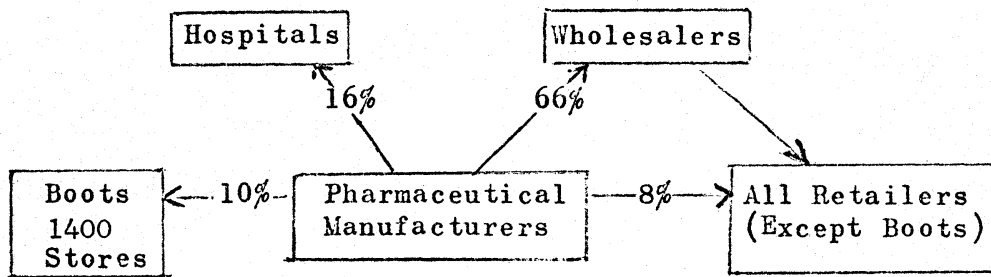 Hospitals
Wholesalers
16%
66%
Boots
1400
Stores
10%
Pharmaceutical
Manufacturers
8%
All Retailers
(Except Boots)